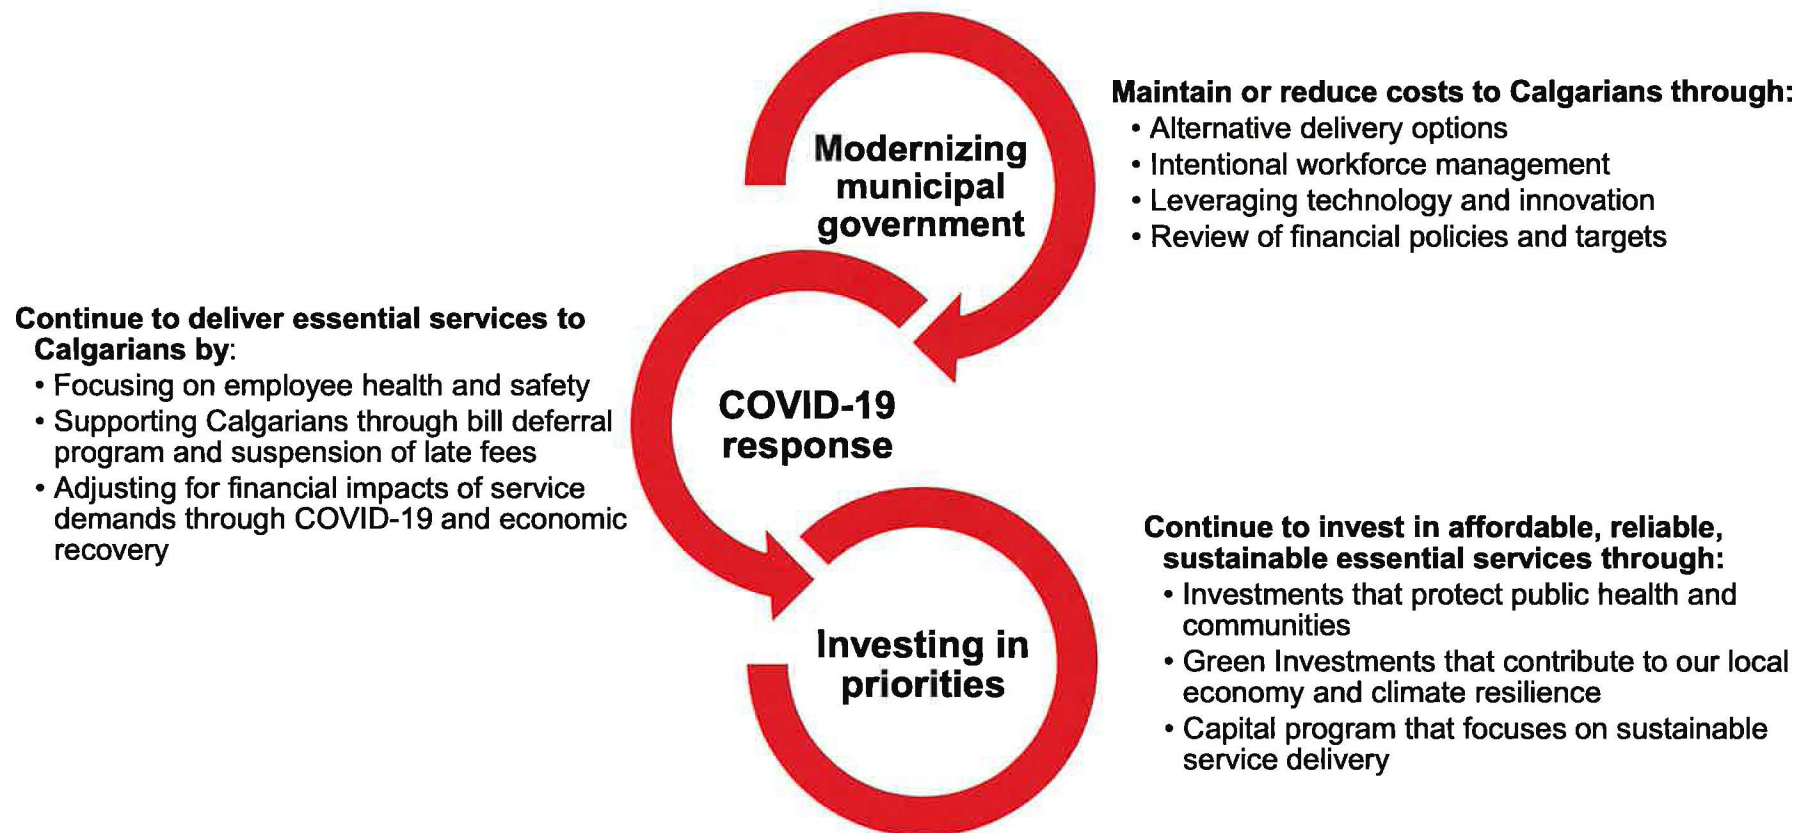 Modernizing
municipal
government
Maintain or reduce costs to Calgarians through:
• Alternative delivery options
• Intentional workforce management
• Leveraging technology and innovation
• Review of financial policies and targets
Continue to deliver essential services to
Calgarians by:
• Focusing on employee health and safety
• Supporting Calgarians through bill deferral
program and suspension of late fees
• Adjusting for financial impacts of service
demands through COVID-19 and economic
recovery
COVID-19
response
Investing in
priorities
Continue to invest in affordable, reliable,
sustainable essential services through:
• Investments that protect public health and
communities
• Green Investments that contribute to our local
economy and climate resilience
• Capital program that focuses on sustainable
service delivery